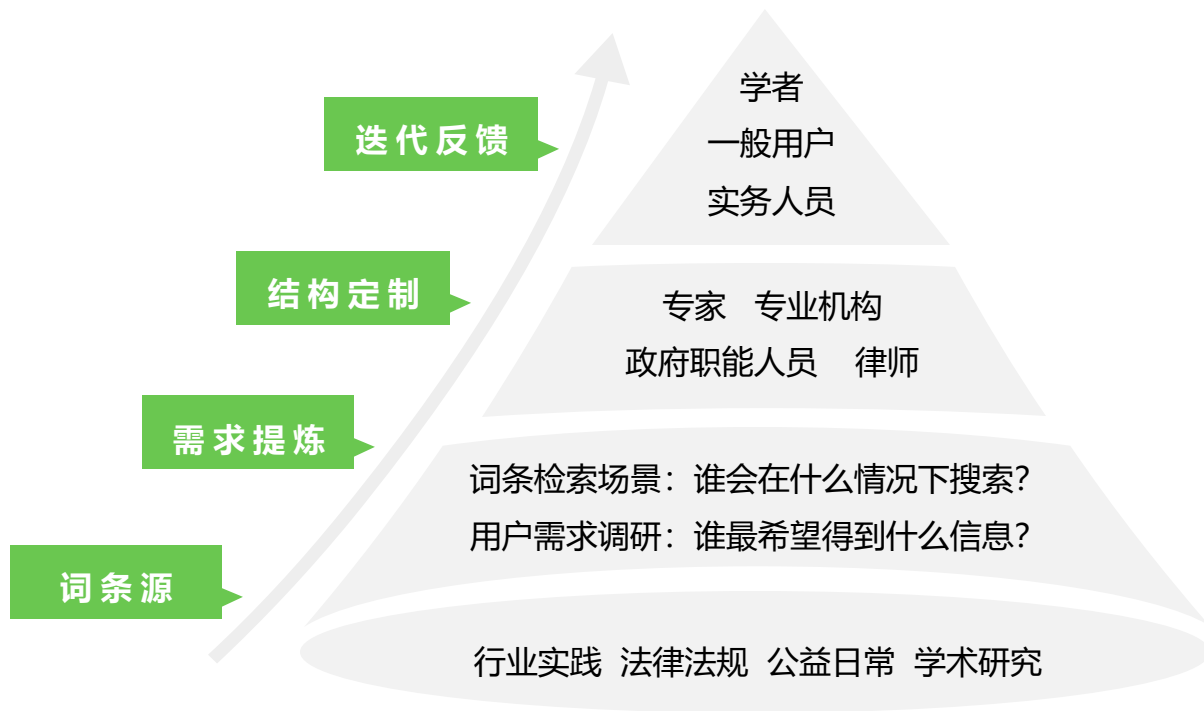 学者
迭代反馈
一般用户
实务人员
结构定制
专家 专业机构
政府职能人员 律师
需求提炼
词条检索场景：谁会在什么情况下搜索？
用户需求调研：谁最希望得到什么信息？
词条源
行业实践 法律法规 公益日常 学术研究